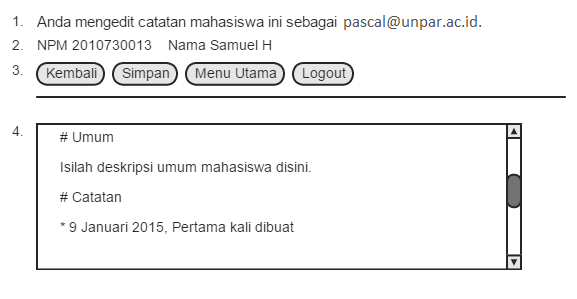 1. Anda mengedit catatan mahasiswa ini sebagai pascal@unpar.ac.id.
2. NPM 2010730013 Nama Samuel H
3. Kembali Simpan Menu Utama Logout
4. # Umum
Isilah deskripsi umum mahasiswa disini.
# Catatan
* 9 Januari 2015, Pertama kali dibuat